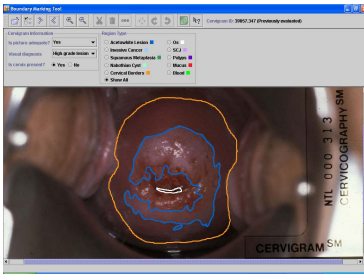 Boundary Marking Tool
Cervigram ID: 39057.347 (Previously evaluated)
Cervigram Information
Is picture adequate? Yes
Visual diagnosis: High grade lesion
Is cervix present? Yes No
Region Type
Acetowhite Lesion
Invasive Cancer
Squamous Metaplasia
Nabothian Cyst
Cervical Borders
Show All
Os
SCJ
Polyps
Mucus
Blood
NTL 000 313
CERVICOGRAPHY SM
CERVIGRAM SM